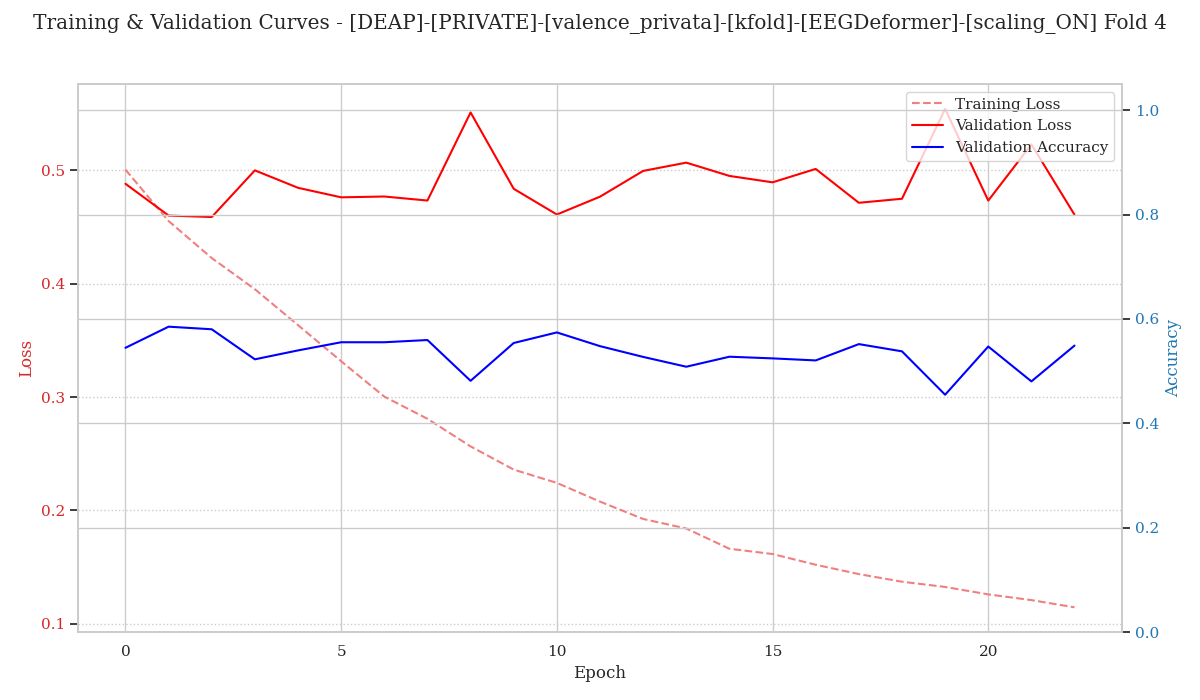 Training & Validation Curves - [DEAP]-[PRIVATE]-[valence_privata]-[kfold]-[EEGDeformer]-[scaling_ON] Fold 4
Training Loss
Validation Loss
Validation Accuracy
0.5
0.4
0.3
0.2
0.1
Loss
1.0
0.8
0.6
0.4
0.2
0.0
Accuracy
0
5
10
15
20
Epoch